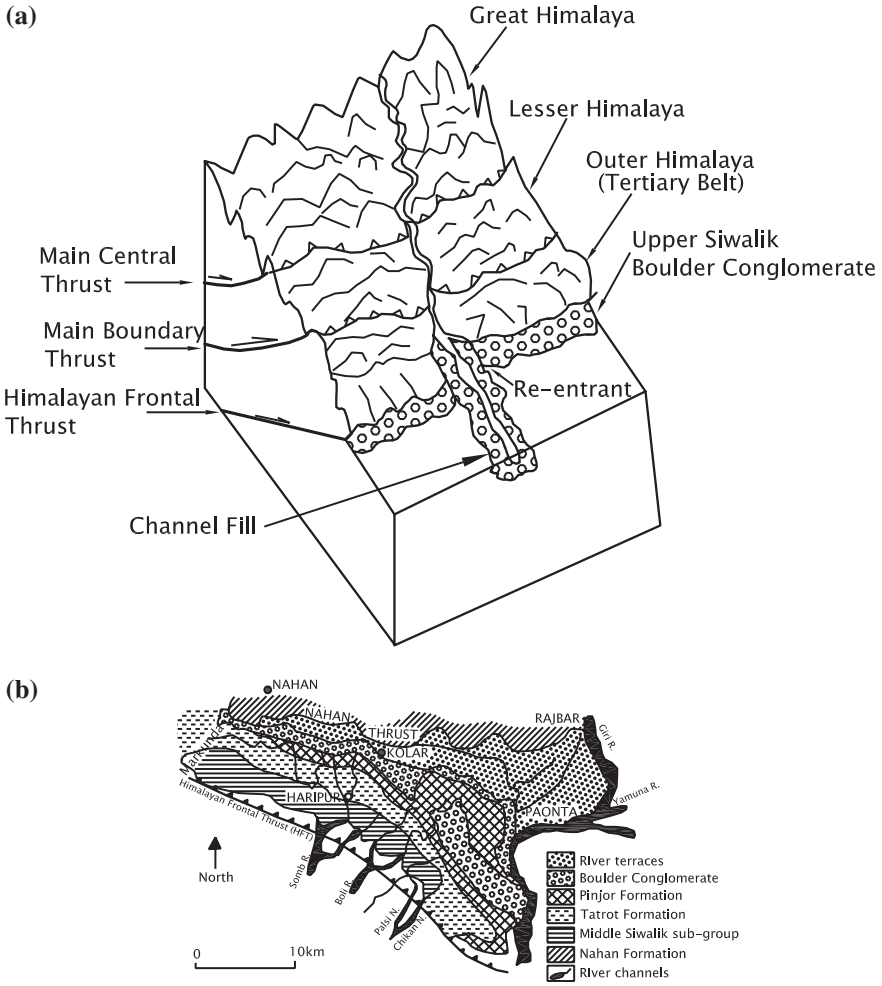 (a)
Great Himalaya
Lesser Himalaya
Outer Himalaya
(Tertiary Belt)
Upper Siwalik
Boulder Conglomerate
Main Central
Thrust
Main Boundary
Thrust
Himalayan Frontal
Thrust
Re-entrant
Channel Fill
(b)
NAHAN
NAHAN
THRUST
RAJBAR
Giri R.
KOLAR
Markunda
Yamuna R.
HARIPUR
PAONTA
Himalayan Frontal Thrust (HFT)
North
Somb R.
Boli R.
Palsi N.
Chikan N.
0 10km
RIver terraces
Boulder Conglomerate
Pinjor Formation
Tatrot Formation
Middle Siwalik sub-group
Nahan Formation
RIver channels